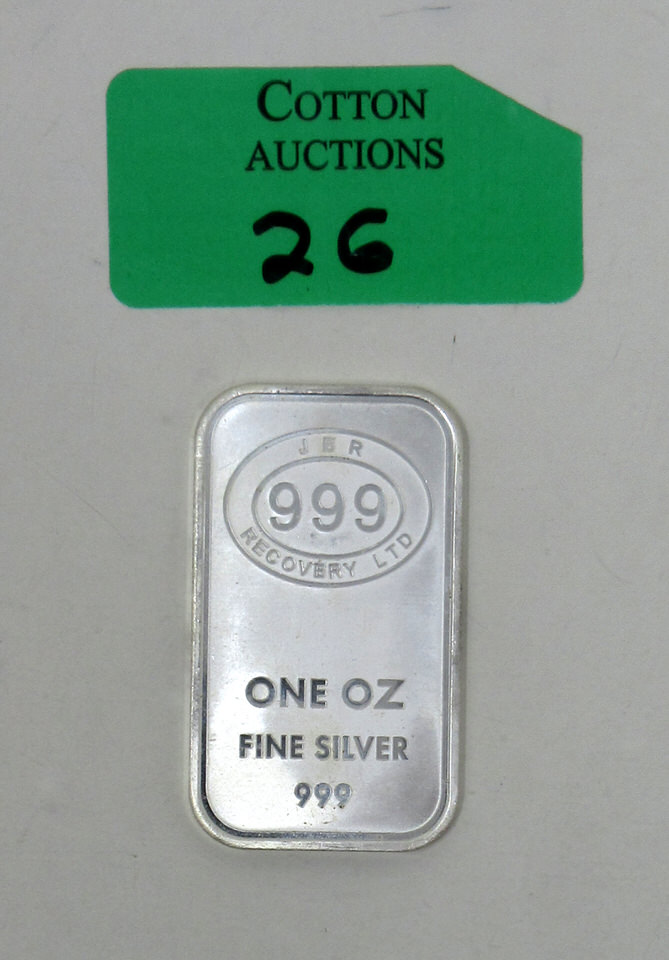 COTTON
AUCTIONS
26
JBR
999
RECOVERY LTD
ONE OZ
FINE SILVER
999